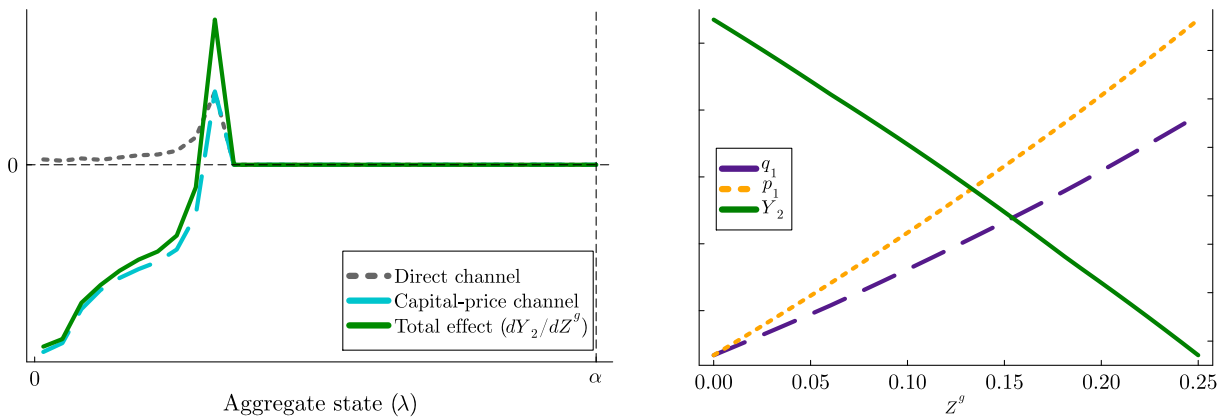 0
Direct channel
Capital-price channel
Total effect (dY₂/dZᵍ)
0
α
Aggregate state (λ)
q₁
p₁
Y₂
0.00 0.05 0.10 0.15 0.20 0.25
Zᵍ